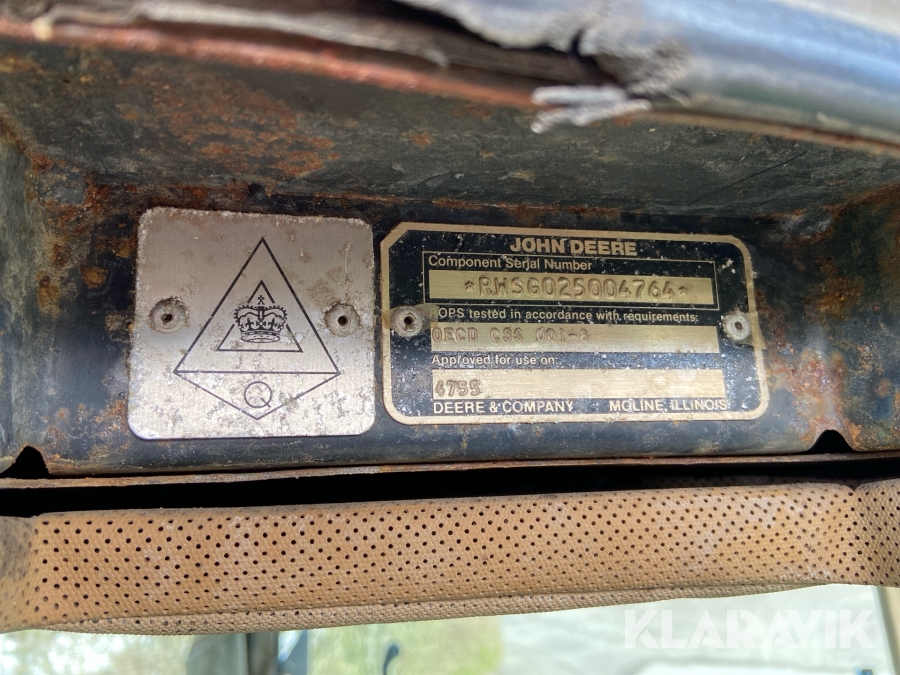 JOHN DEERE
Component Serial Number
*RWSG025004764*
OPS tested in accordance with requirements:
OECD CSS 001-8
Approved for use on:
4755
DEERE & COMPANY MOLINE, ILLINOIS
Q
KLARAVIK